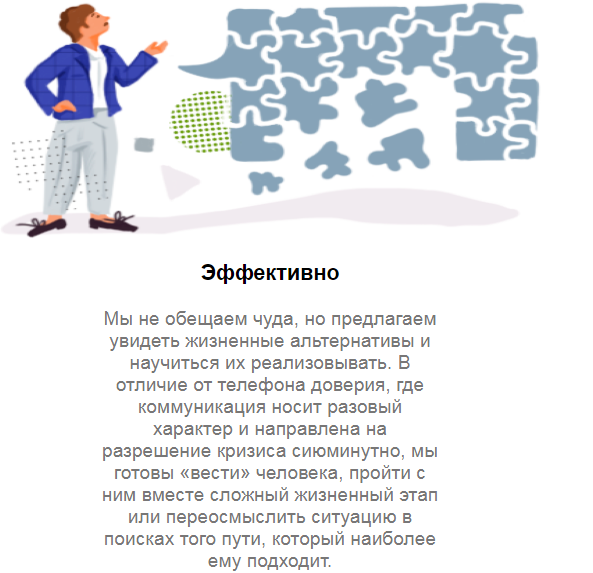 Эффективно
Мы не обещаем чуда, но предлагаем
увидеть жизненные альтернативы и
научиться их реализовывать. В
отличие от телефона доверия, где
коммуникация носит разовый
характер и направлена на
разрешение кризиса сиюминутно, мы
готовы «вести» человека, пройти с
ним вместе сложный жизненный этап
или переосмыслить ситуацию в
поисках того пути, который наиболее
ему подходит.